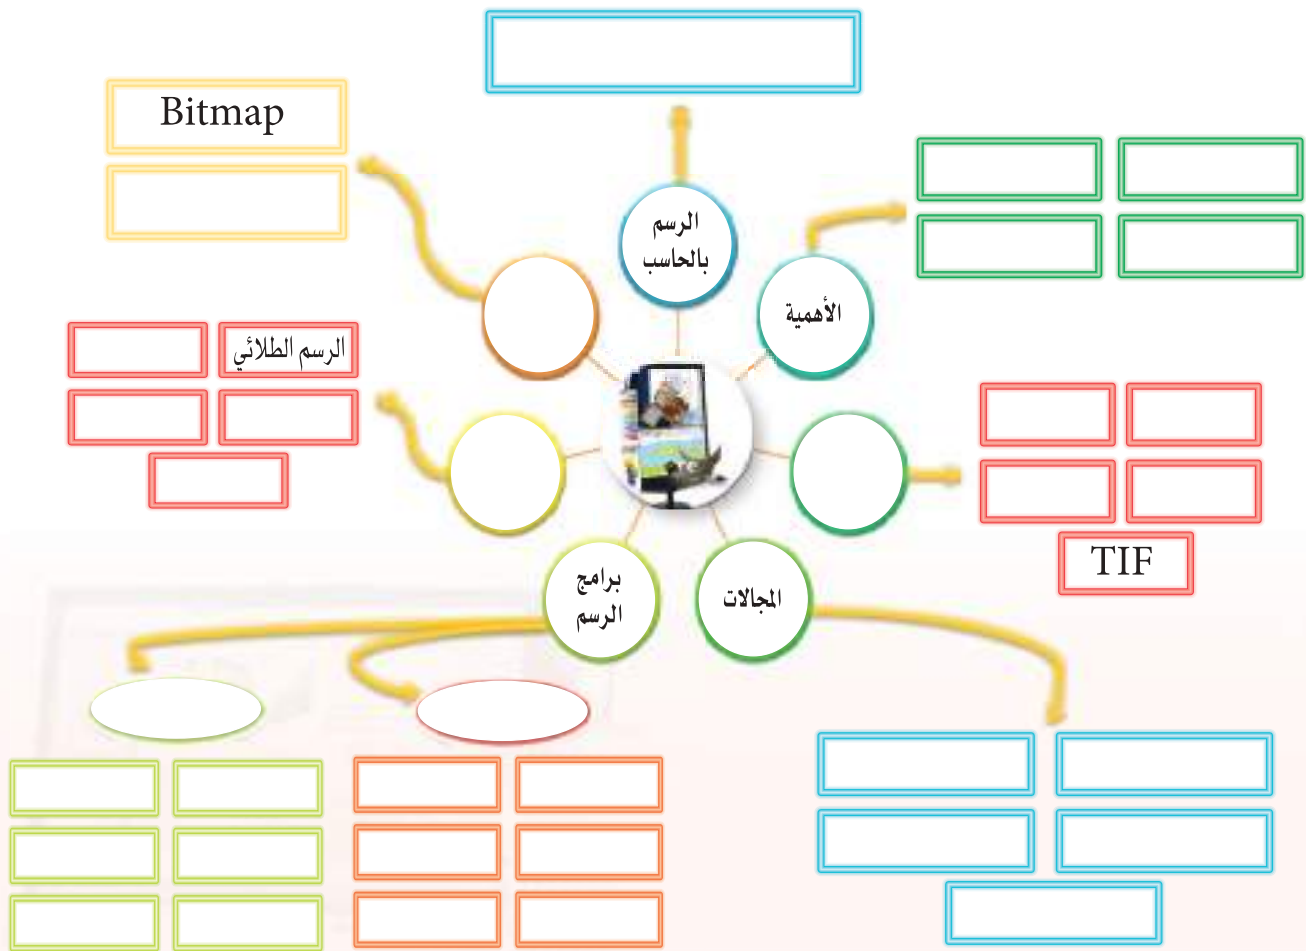 Bitmap
الرسم
بالحاسب
الأهمية
الرسم الطلائي
TIF
برامج
الرسم
المجالات